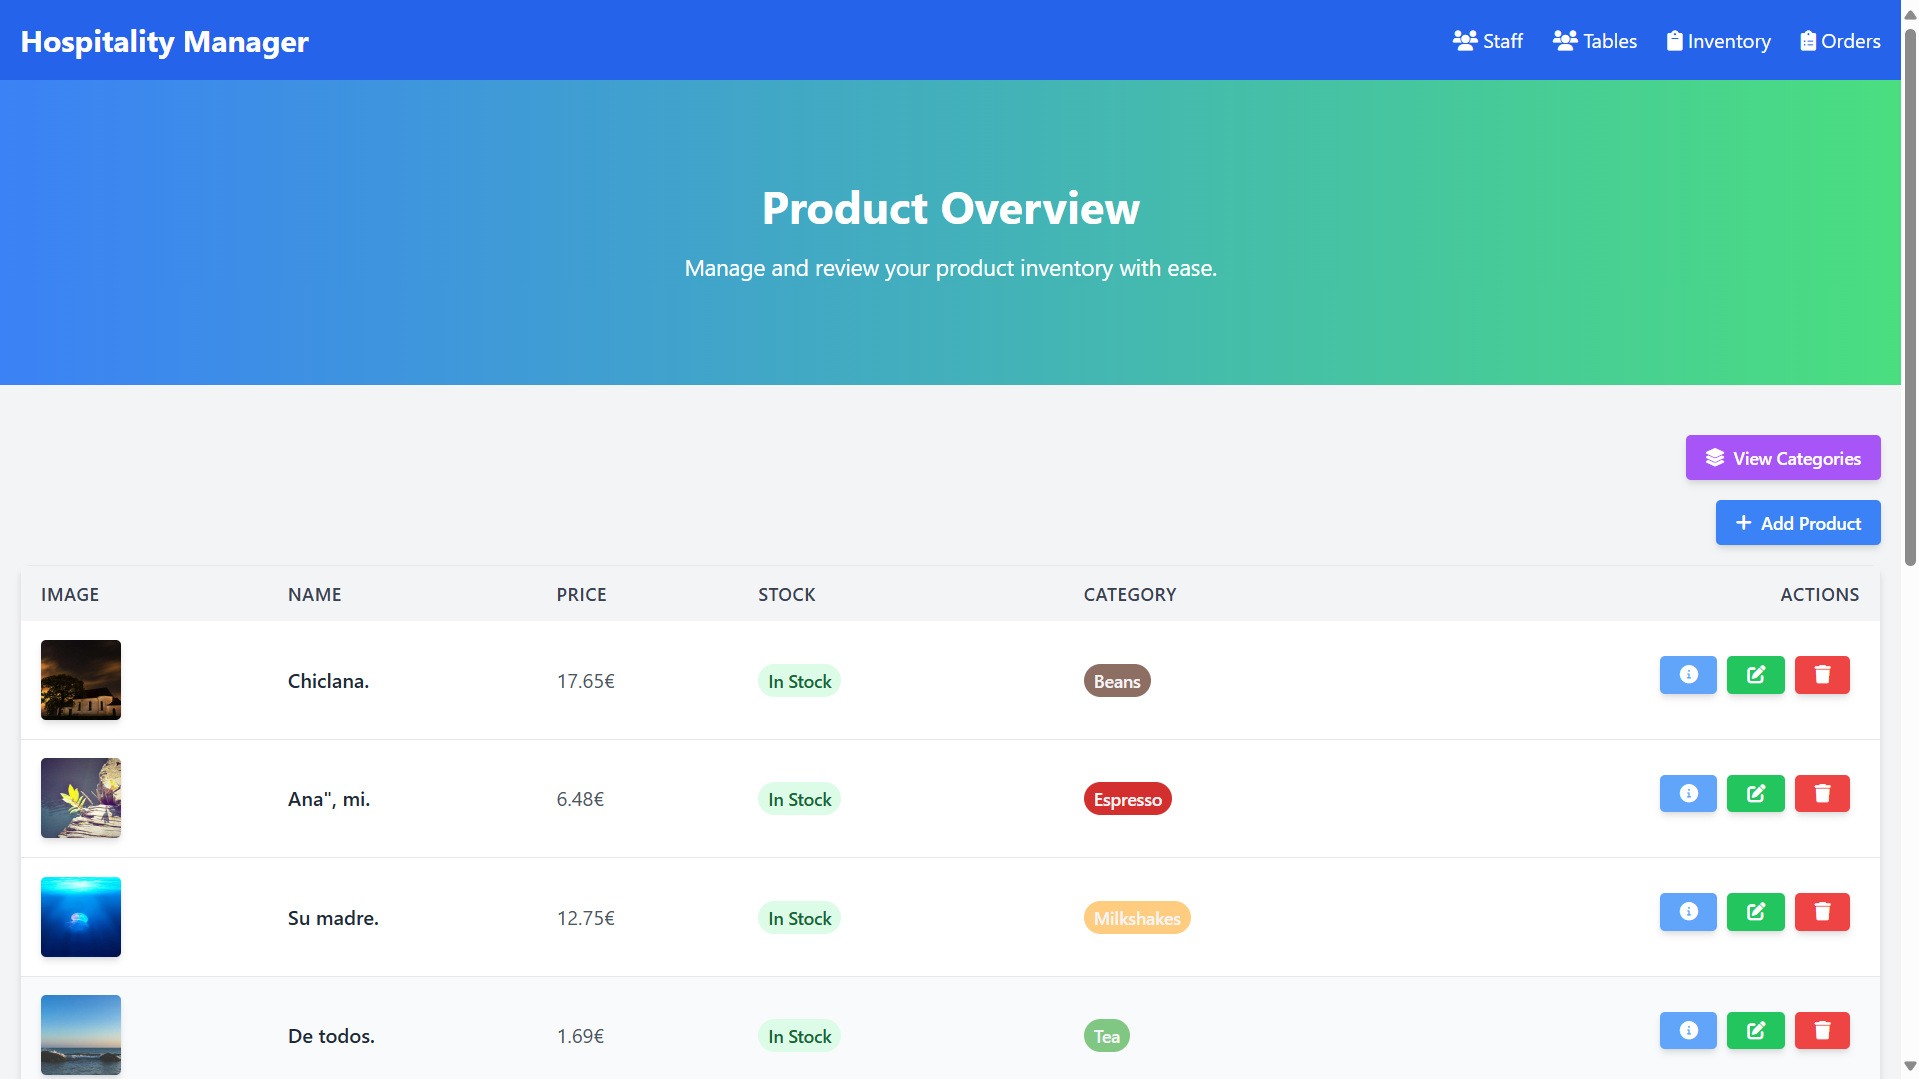 Hospitality Manager
Staff
Tables
Inventory
Orders
Product Overview
Manage and review your product inventory with ease.
View Categories
Add Product
IMAGE NAME PRICE STOCK CATEGORY ACTIONS
Chiclana. 17.65€ In Stock Beans
Ana", mi. 6.48€ In Stock Espresso
Su madre. 12.75€ In Stock Milkshakes
De todos. 1.69€ In Stock Tea